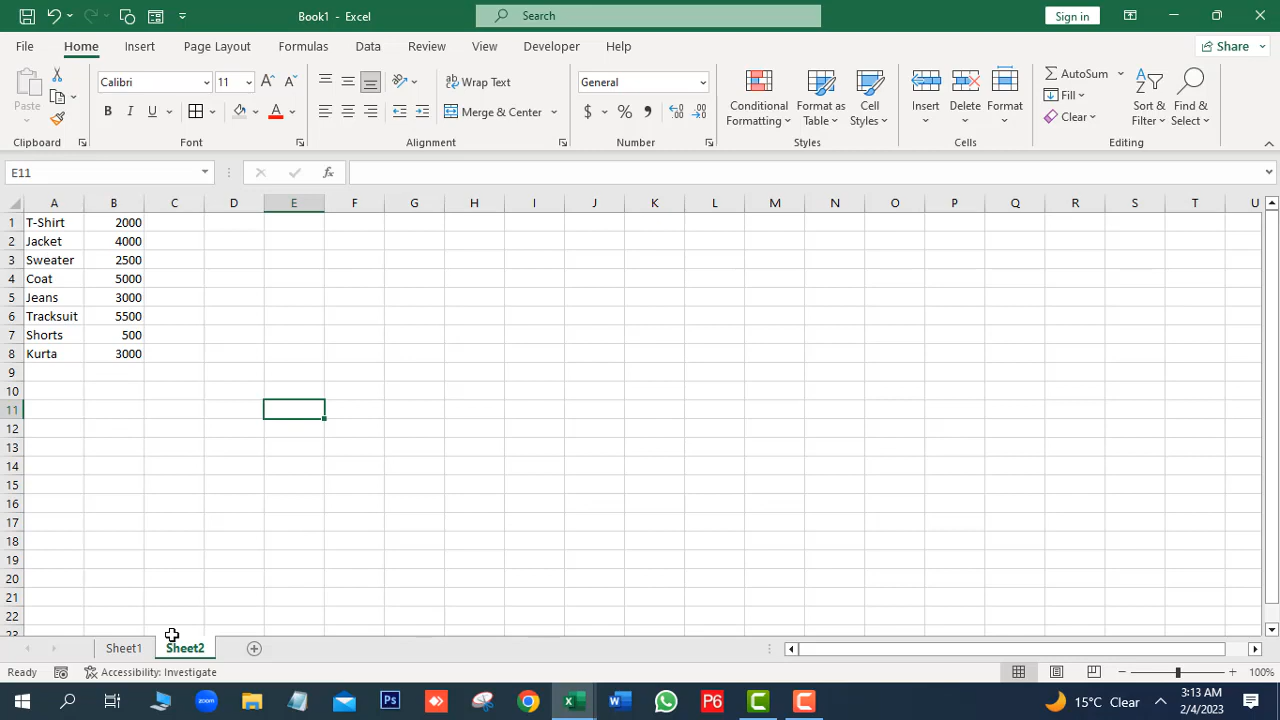 Book1 - Excel
Search
Sign in
File Home Insert Page Layout Formulas Data Review View Developer Help
Share
Paste
Calibri 11 A A
B I U A
ab Wrap Text
Merge & Center
General
$ % ,
Conditional Formatting
Format as Table
Cell Styles
Insert Delete Format
AutoSum
Fill
Clear
Sort & Filter
Find & Select
Clipboard Font Alignment Number Styles Cells Editing
E11 fx
A B C D E F G H I J K L M N O P Q R S T U
1 T-Shirt 2000
2 Jacket 4000
3 Sweater 2500
4 Coat 5000
5 Jeans 3000
6 Tracksuit 5500
7 Shorts 500
8 Kurta 3000
9
10
11
12
13
14
15
16
17
18
19
20
21
22
23
Sheet1 Sheet2
Ready Accessibility: Investigate 100%
zoom Ps P6 15°C Clear 3:13 AM
2/4/2023